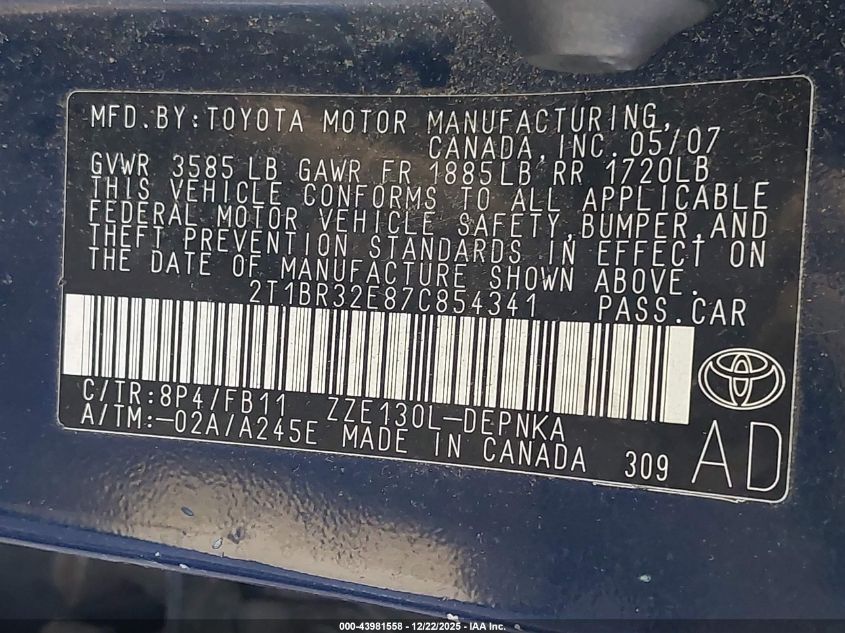 MFD.BY:TOYOTA MOTOR MANUFACTURING,
CANADA,INC. 05/07
GVWR 3585 LB GAWR FR 1885LB RR 1720LB
THIS VEHICLE CONFORMS TO ALL APPLICABLE
FEDERAL MOTOR VEHICLE SAFETY,BUMPER,AND
THEFT PREVENTION STANDARDS IN EFFECT ON
THE DATE OF MANUFACTURE SHOWN ABOVE.
2T1BR32E87C854341 PASS.CAR
C/TR:8P4/FB11 ZZE130L-DEPNKA
A/TM:-02A/A245E MADE IN CANADA 309
AD
000-43981558 - 12/22/2025 - IAA Inc.